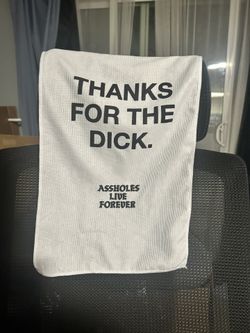 THANKS
FOR THE
DICK.
ASSHOLES
LIVE
FOREVER